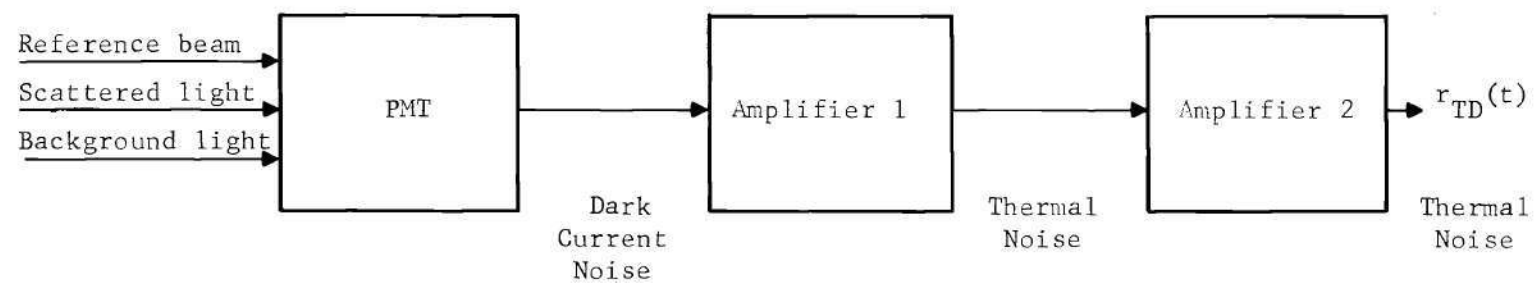 Reference beam
Scattered light
Background light
PMT
Amplifier 1
Amplifier 2
r_TD(t)
Dark
Current
Noise
Thermal
Noise
Thermal
Noise